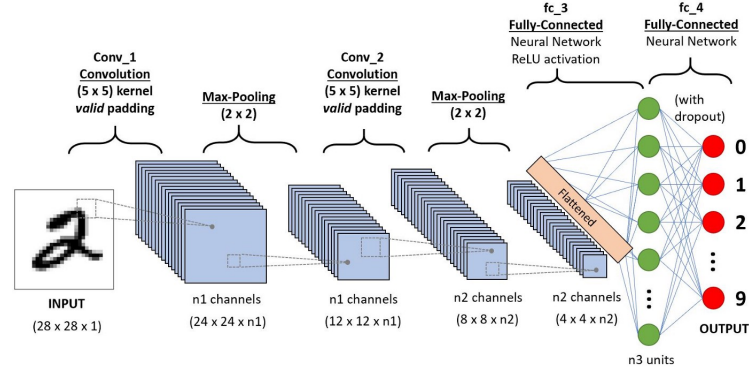 Conv_1
Convolution
(5 x 5) kernel
valid padding
Max-Pooling
(2 x 2)
Conv_2
Convolution
(5 x 5) kernel
valid padding
Max-Pooling
(2 x 2)
fc_3
Fully-Connected
Neural Network
ReLU activation
fc_4
Fully-Connected
Neural Network
(with
dropout)
Flattened
0
1
2
9
OUTPUT
INPUT
(28 x 28 x 1)
n1 channels
(24 x 24 x n1)
n1 channels
(12 x 12 x n1)
n2 channels
(8 x 8 x n2)
n2 channels
(4 x 4 x n2)
n3 units
2